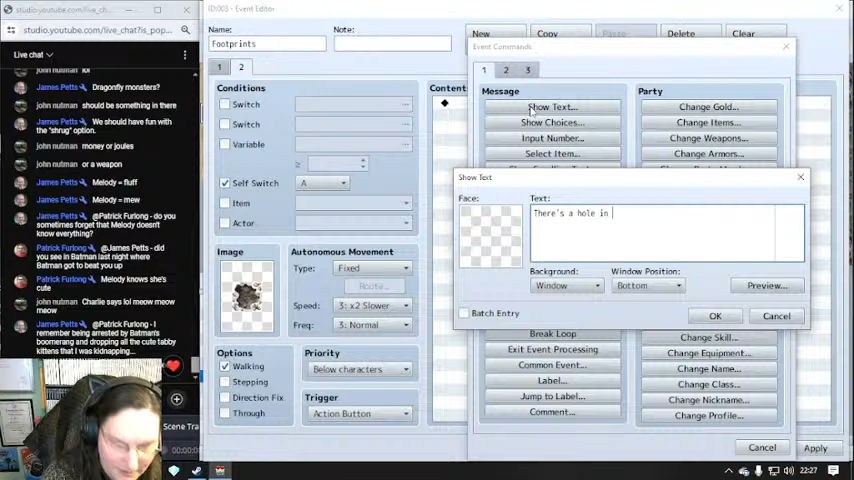 studio.youtube.com/live_chat?is_pop...
studio.youtube.com/live_chat?is_pop...
Live chat
john nutman lol
James Petts Dragonfly monsters?
john nutman should be something in there
James Petts We should have fun with
the "shrug" option.
john nutman money or joules
john nutman or a weapon
James Petts Melody = fluff
James Petts Melody = mew
James Petts @Patrick Furlong - do you
sometimes forget that Melody doesn't
know everything?
Patrick Furlong @James Petts - did
you see in Batman last night where
Batman got to beat you up
Patrick Furlong Melody knows she's
cute
john nutman Charlie says lol meow meow
meow
James Petts @Patrick Furlong - I
remember being arrested by Batman's
boomerang and dropping all the cute tabby
kittens that I was kidnapping...
Scene Tra
ID:003 - Event Editor
Name:
Footprints
Note:
New
Copy
Paste
Delete
Clear
1
2
Conditions
Switch
Switch
Variable
≥
Self Switch
A
Item
Actor
Image
Autonomous Movement
Type:
Fixed
Route...
Speed:
3: x2 Slower
Freq:
3: Normal
Options
Walking
Stepping
Direction Fix
Through
Priority
Below characters
Trigger
Action Button
Content
◆
Event Commands
1
2
3
Message
Show Text...
Show Choices...
Input Number...
Select Item...
Party
Change Gold...
Change Items...
Change Weapons...
Change Armors...
Show Text
Face:
Text:
There's a hole in
Background:
Window
Window Position:
Bottom
Preview...
Batch Entry
OK
Cancel
Break Loop
Exit Event Processing
Common Event...
Label...
Jump to Label...
Comment...
Change Skill...
Change Equipment...
Change Name...
Change Class...
Change Nickname...
Change Profile...
Cancel
Apply
22:27